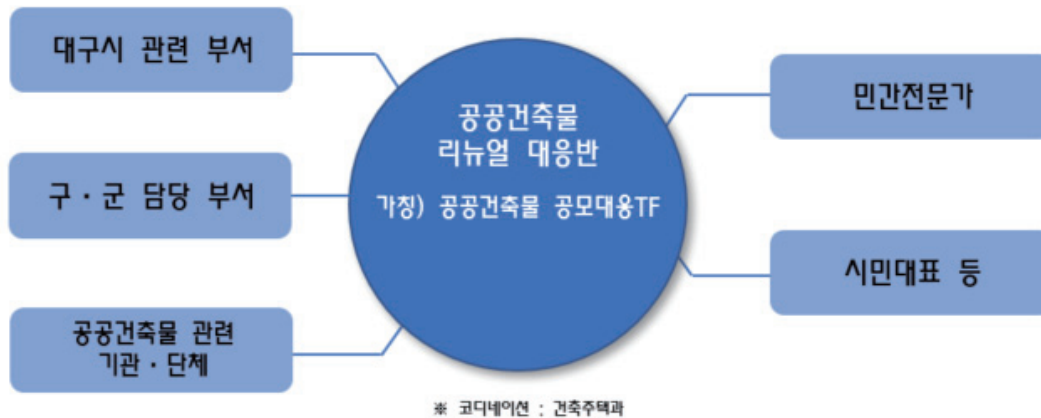 대구시 관련 부서
구·군 담당 부서
공공건축물 관련
기관·단체
공공건축물
리뉴얼 대응반
가칭) 공공건축물 공모대용TF
민간전문가
시민대표 등
※ 코디네이션 : 건축주택과